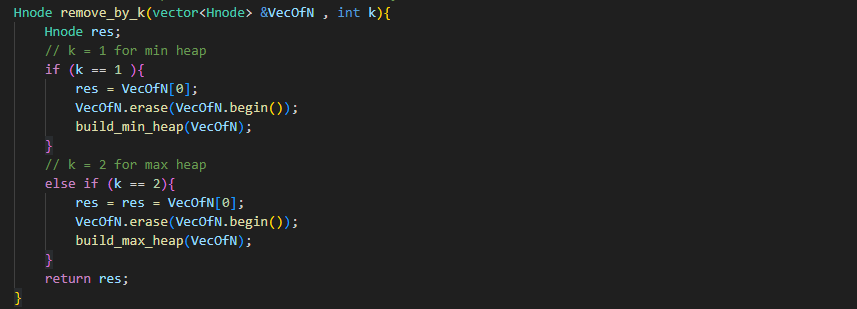 Hnode remove_by_k(vector<Hnode> &VecOfN , int k){
    Hnode res;
    // k = 1 for min heap
    if (k == 1 ){
        res = VecOfN[0];
        VecOfN.erase(VecOfN.begin());
        build_min_heap(VecOfN);
    }
    // k = 2 for max heap
    else if (k == 2){
        res = res = VecOfN[0];
        VecOfN.erase(VecOfN.begin());
        build_max_heap(VecOfN);
    }
    return res;
}